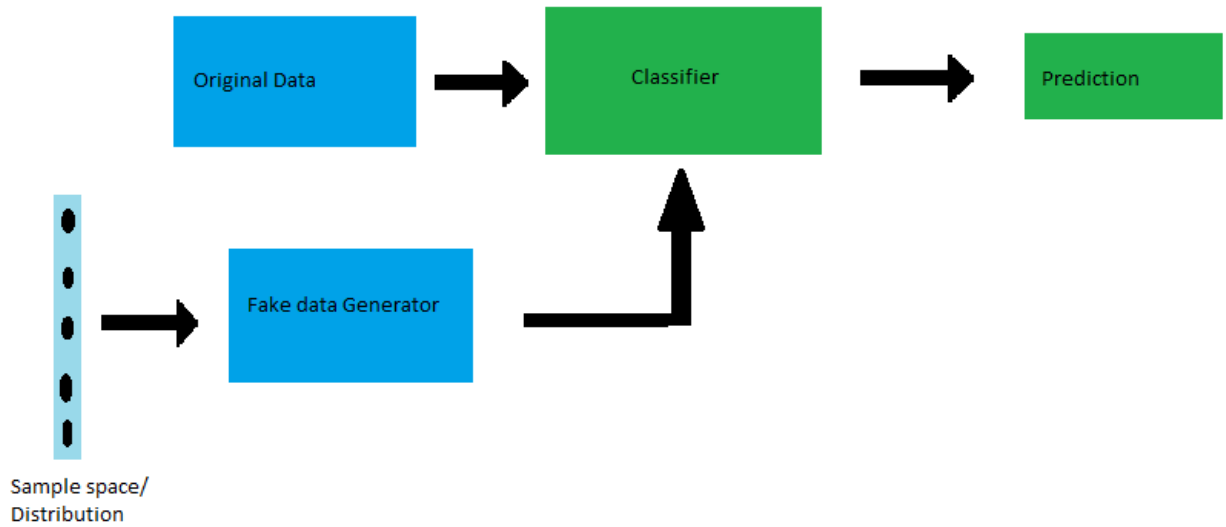 Original Data
Classifier
Prediction
Fake data Generator
Sample space/
Distribution